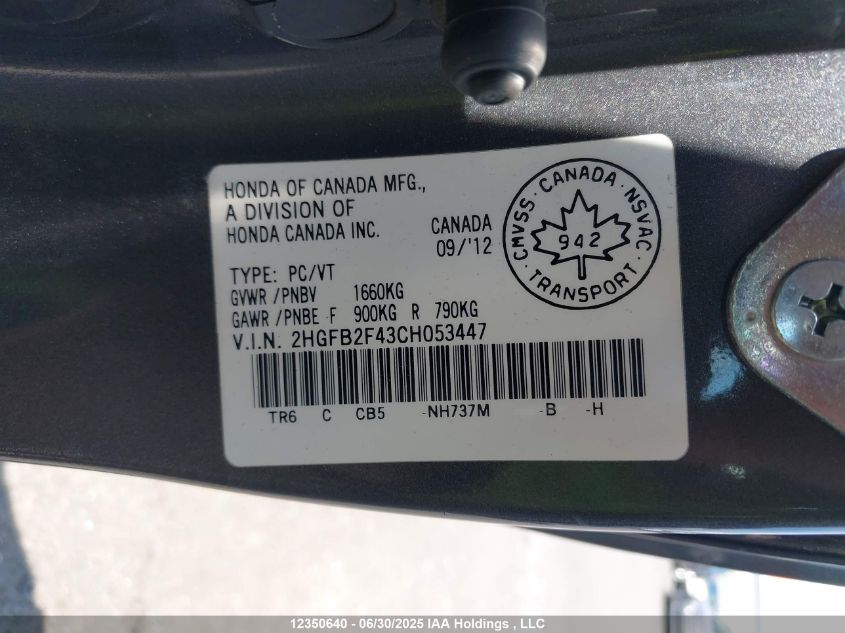 HONDA OF CANADA MFG.,
A DIVISION OF
HONDA CANADA INC.
CANADA
09/'12
CMVSS · CANADA · NSVAC
942
· TRANSPORT ·
TYPE: PC/VT
GVWR /PNBV 1660KG
GAWR /PNBE F 900KG R 790KG
V.I.N. 2HGFB2F43CH053447
TR6 C CB5 -NH737M -B -H
12350640 - 06/30/2025 IAA Holdings , LLC